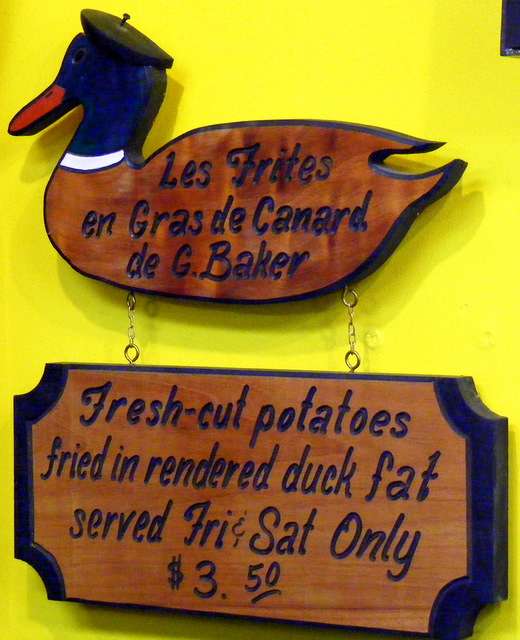 Les Frites
en Gras de Canard
de G. Baker
Fresh-cut potatoes
fried in rendered duck fat
served Fri & Sat Only
$3.50